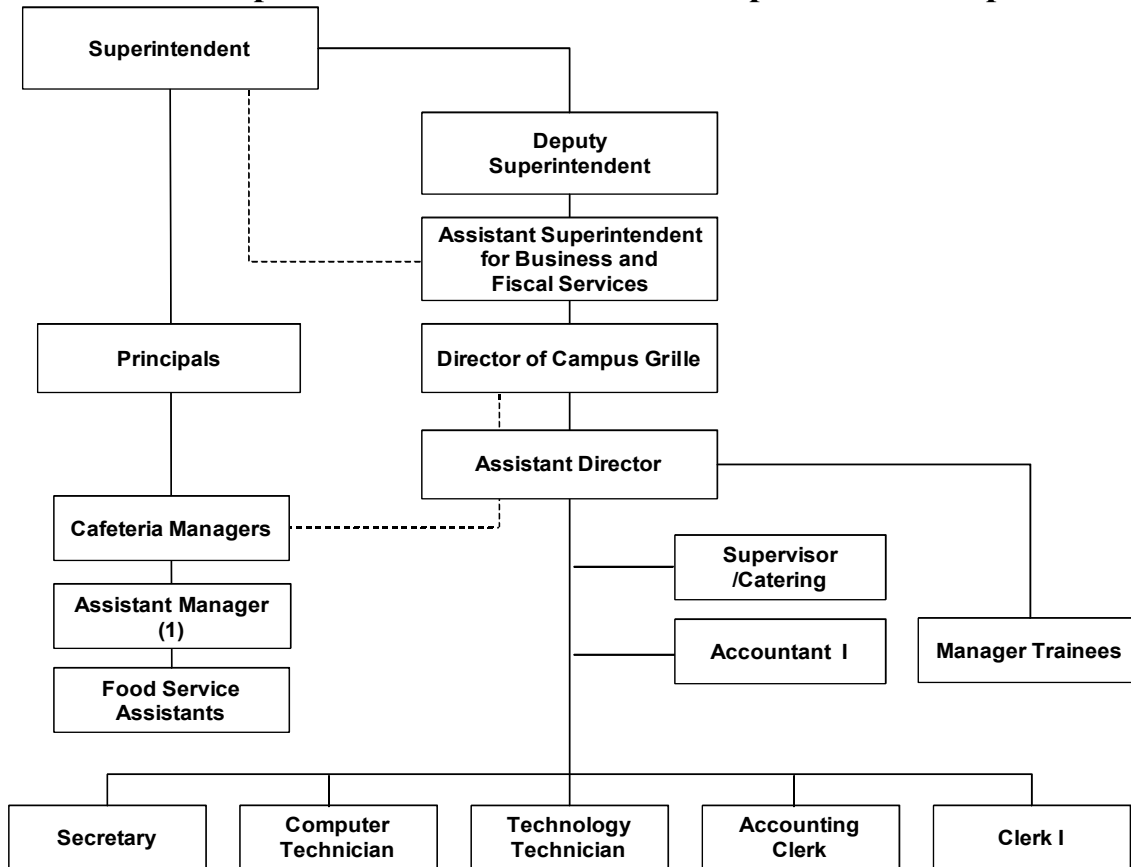 Superintendent
Deputy
Superintendent
Assistant Superintendent
for Business and
Fiscal Services
Principals
Director of Campus Grille
Assistant Director
Cafeteria Managers
Supervisor
/Catering
Assistant Manager
(1)
Accountant I
Manager Trainees
Food Service
Assistants
Secretary
Computer
Technician
Technology
Technician
Accounting
Clerk
Clerk I